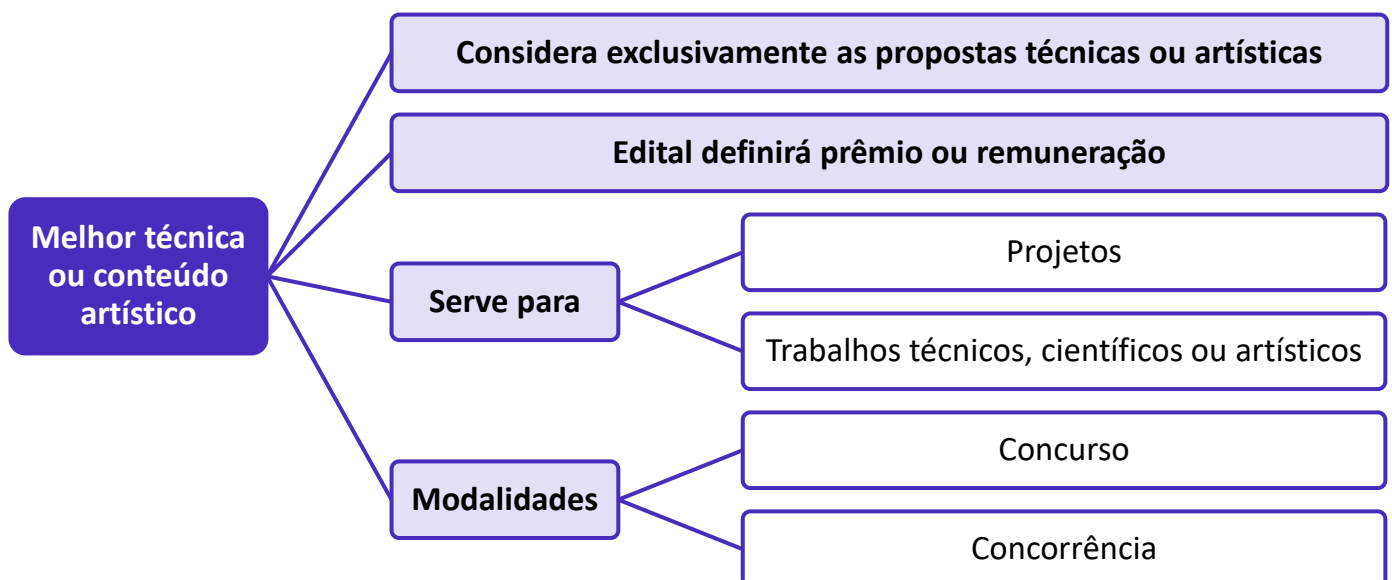 Considera exclusivamente as propostas técnicas ou artísticas
Edital definirá prêmio ou remuneração
Melhor técnica
ou conteúdo
artístico
Serve para
Projetos
Trabalhos técnicos, científicos ou artísticos
Modalidades
Concurso
Concorrência